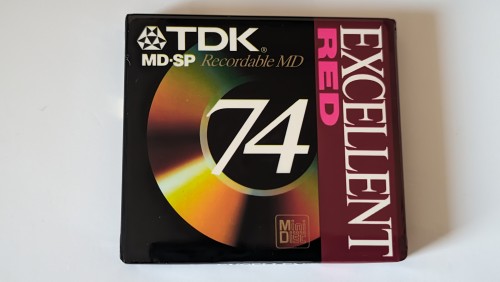 TDK®
MD·SP Recordable MD
74
Mini
Disc
EXCELLENT
RED